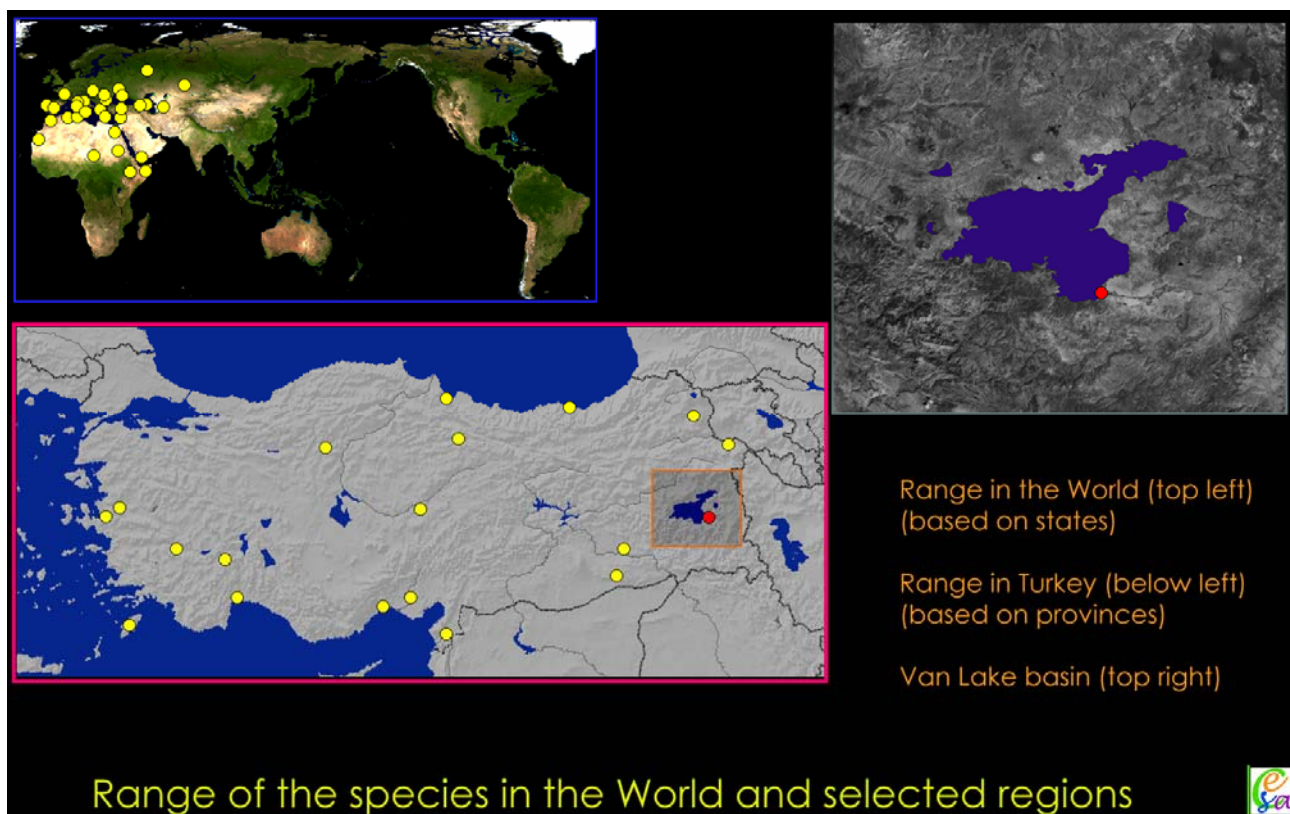 Range in the World (top left)
(based on states)
Range in Turkey (below left)
(based on provinces)
Van Lake basin (top right)
Range of the species in the World and selected regions